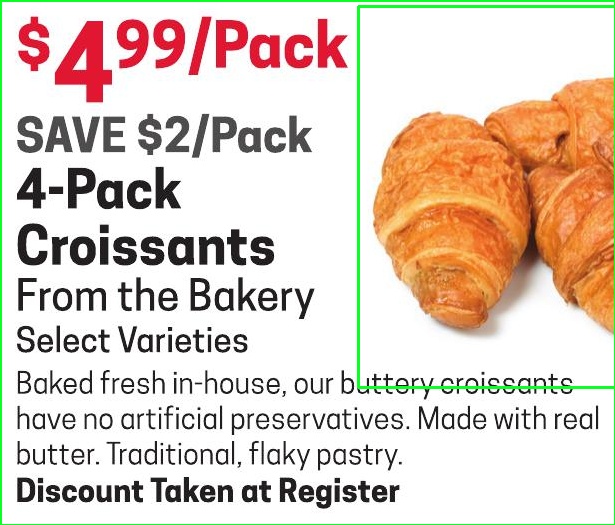 $4.99/Pack
SAVE $2/Pack
4-Pack
Croissants
From the Bakery
Select Varieties
Baked fresh in-house, our buttery croissants
have no artificial preservatives. Made with real
butter. Traditional, flaky pastry.
Discount Taken at Register